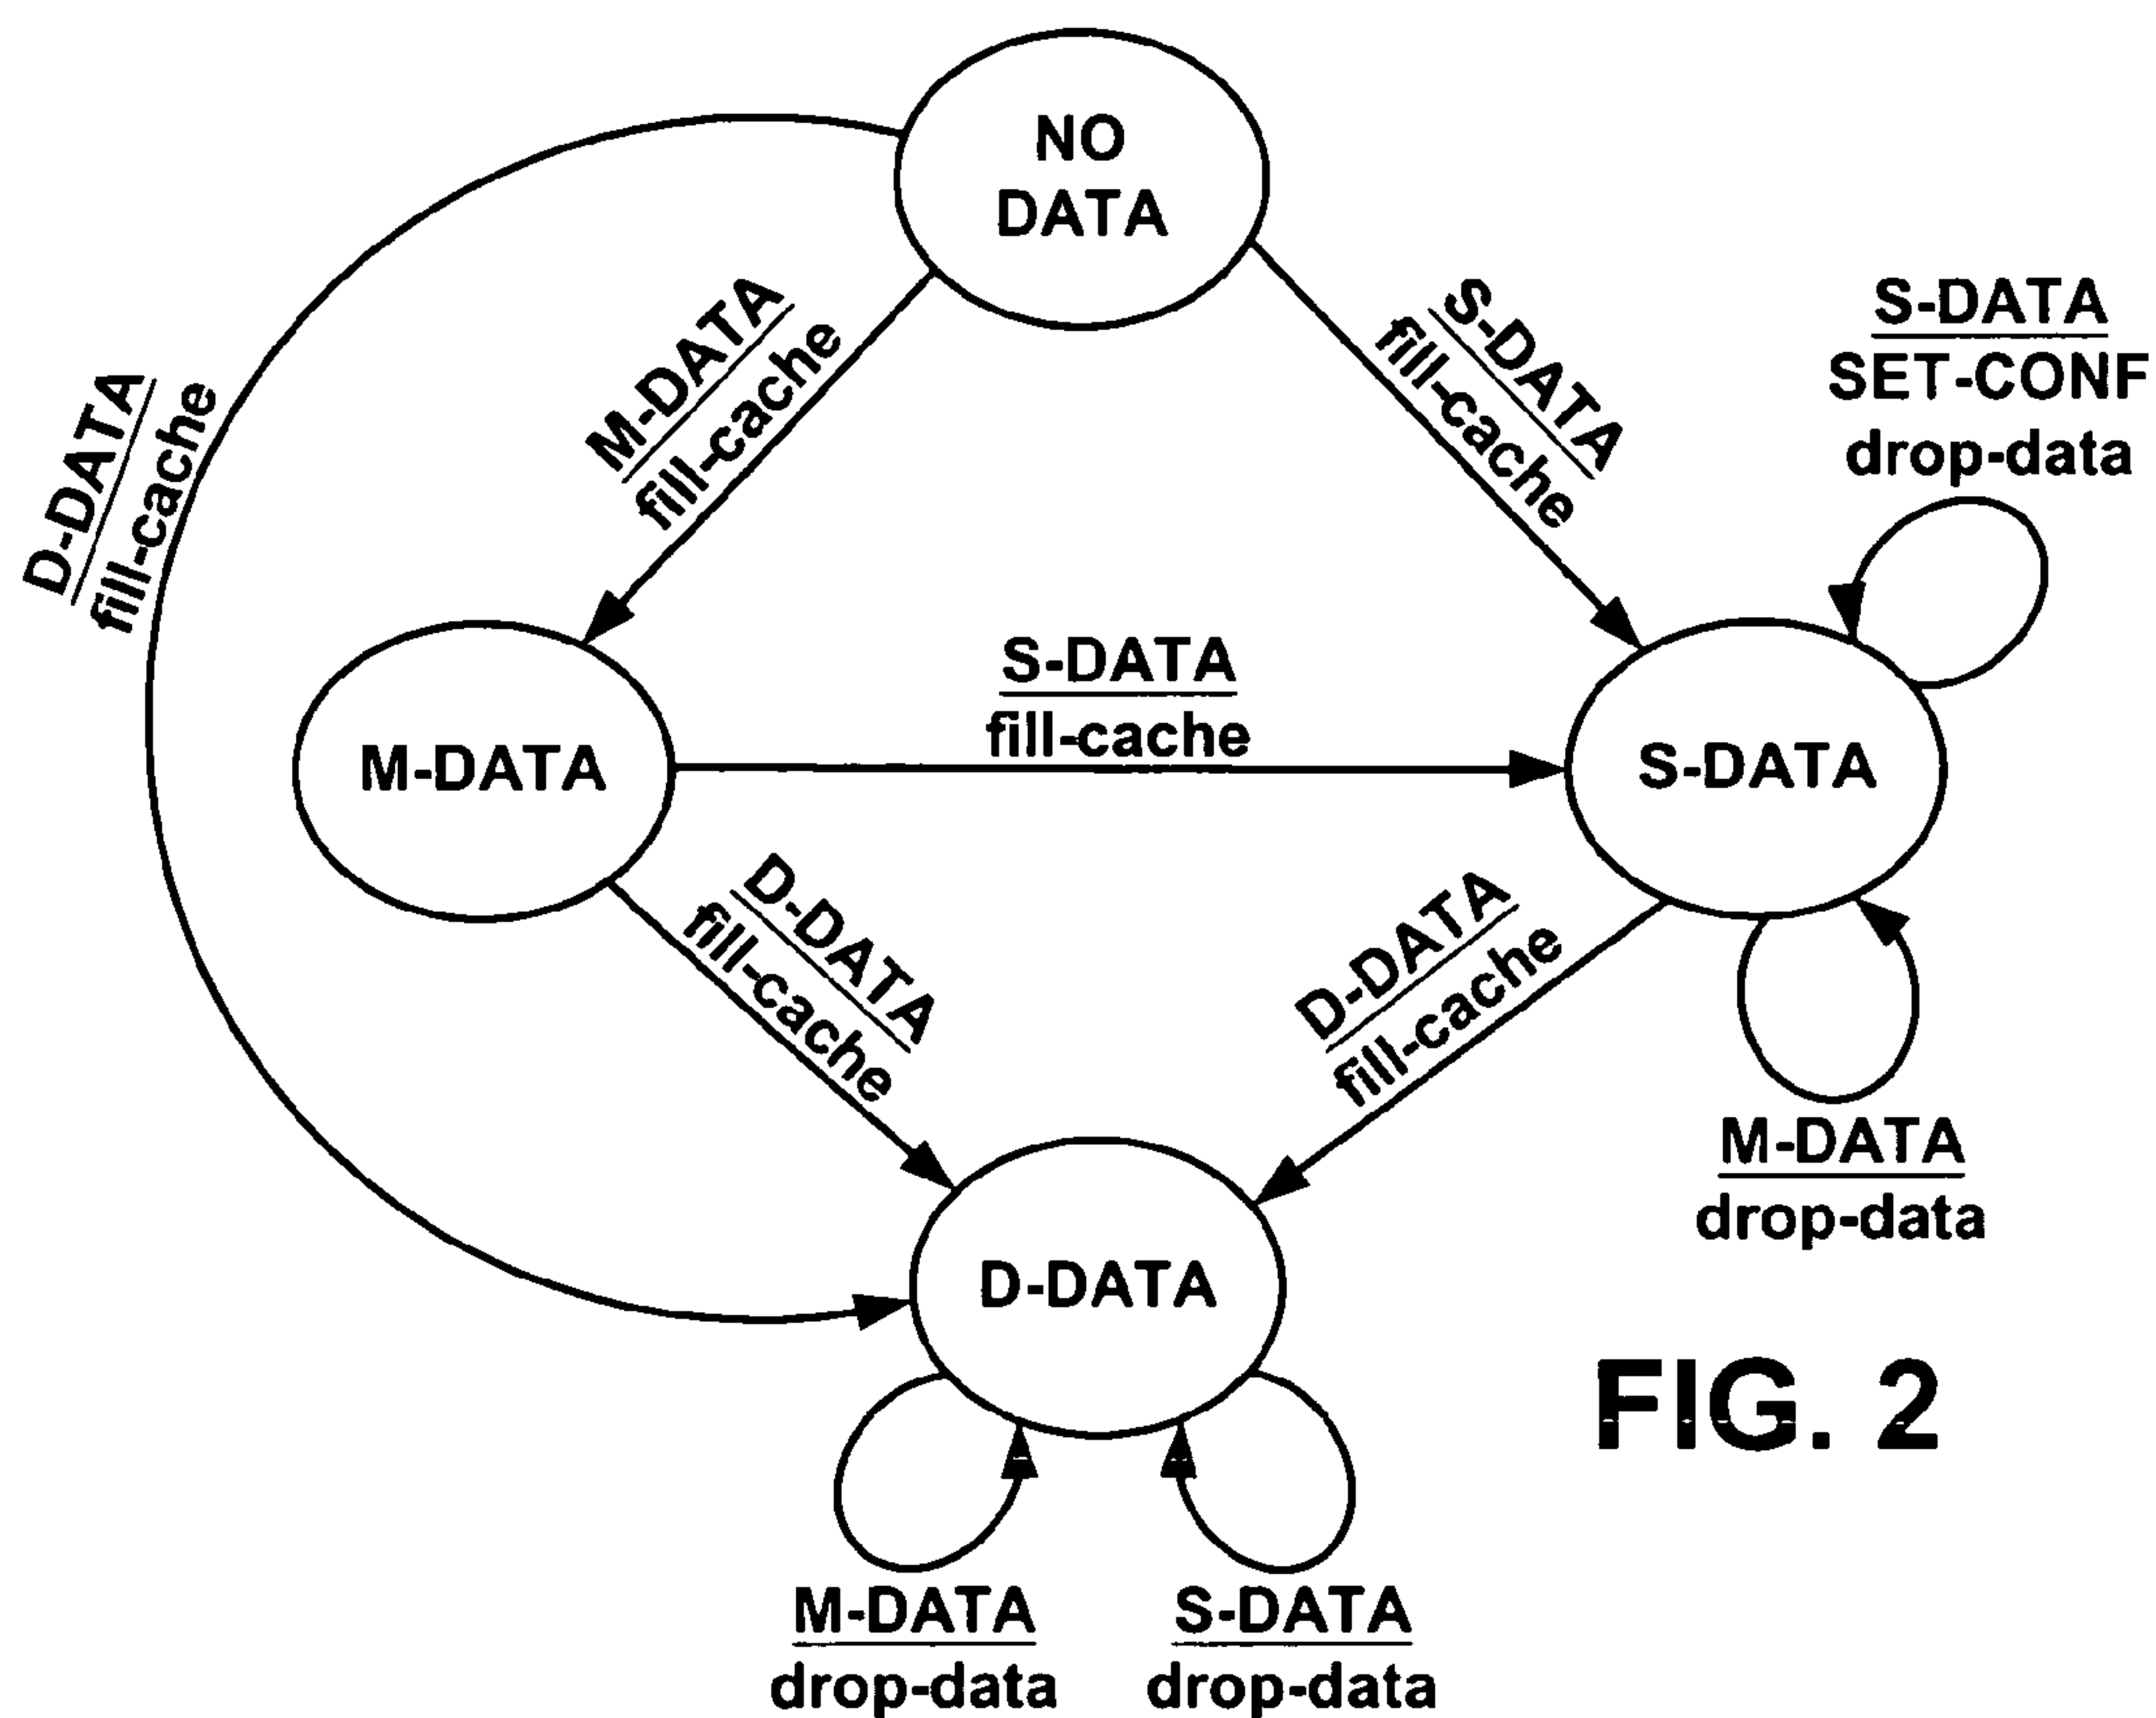 NO
DATA
S-DATA
SET-CONF
drop-data
M-DATA
fill-cache
S-DATA
fill-cache
D-DATA
fill-cache
S-DATA
fill-cache
M-DATA
S-DATA
D-DATA
fill-cache
D-DATA
fill-cache
M-DATA
drop-data
D-DATA
FIG. 2
M-DATA
drop-data
S-DATA
drop-data